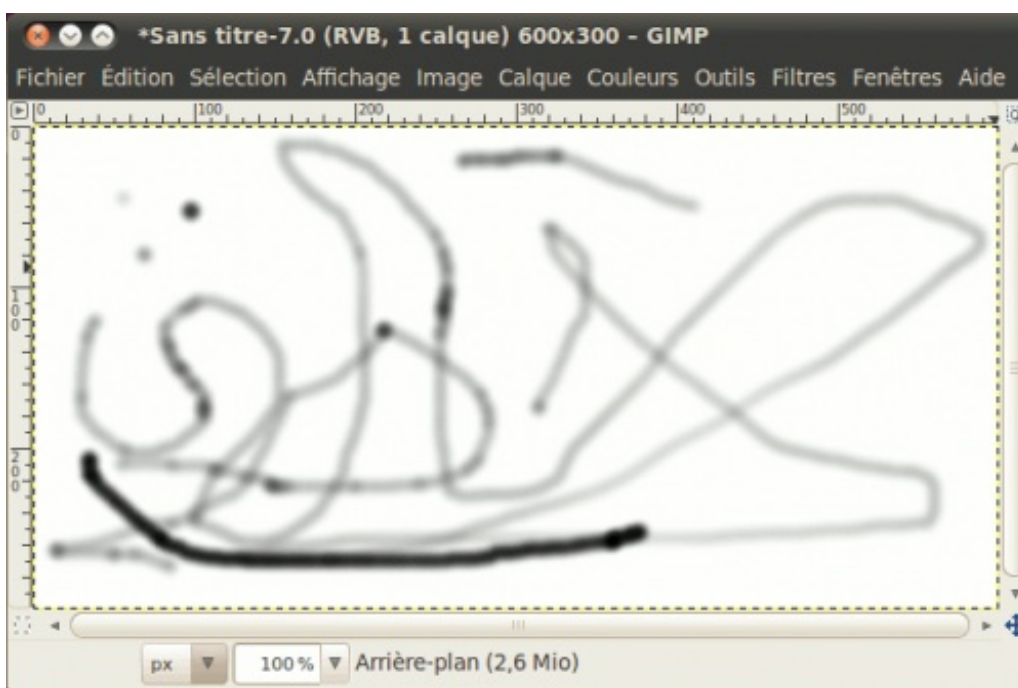 *Sans titre-7.0 (RVB, 1 calque) 600x300 – GIMP
Fichier Édition Sélection Affichage Image Calque Couleurs Outils Filtres Fenêtres Aide
0 100 200 300 400 500
0
100
200
px 100% Arrière-plan (2,6 Mio)